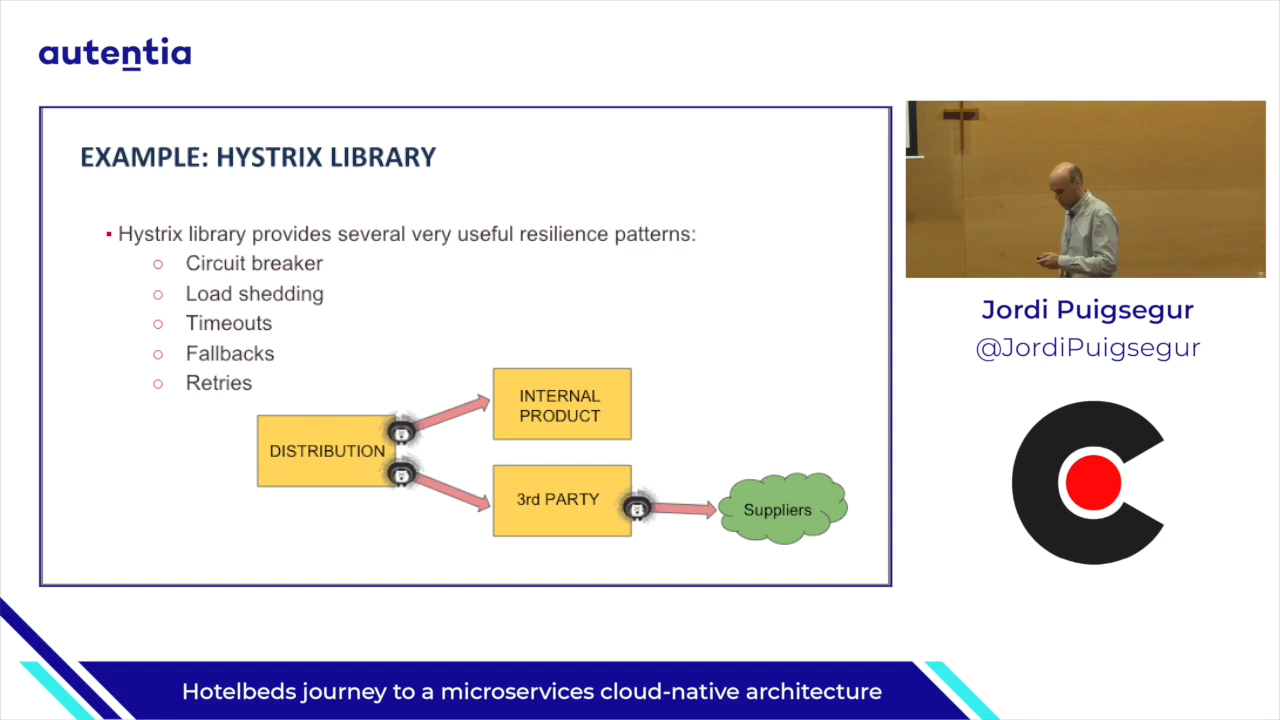 autentia
EXAMPLE: HYSTRIX LIBRARY
Hystrix library provides several very useful resilience patterns:
Circuit breaker
Load shedding
Timeouts
Fallbacks
Retries
INTERNAL
PRODUCT
DISTRIBUTION
3rd PARTY
Suppliers
Jordi Puigsegur
@JordiPuigsegur
Hotelbeds journey to a microservices cloud-native architecture